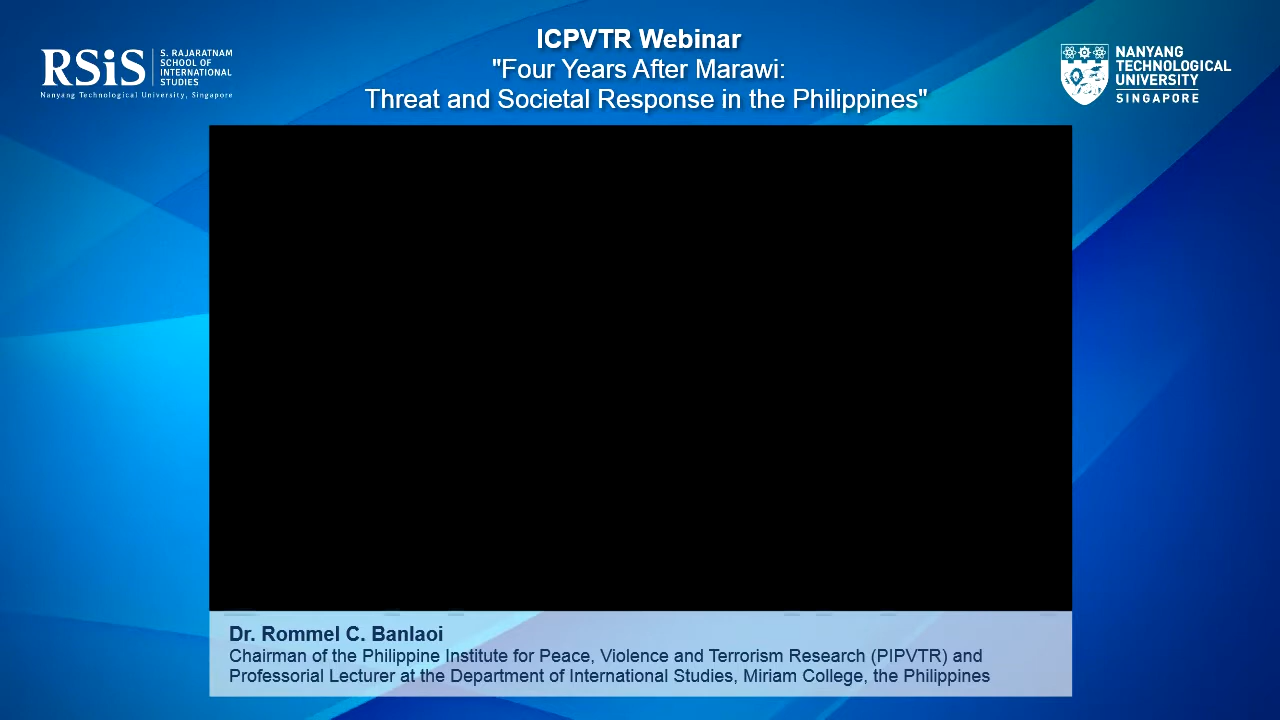 RSiS
S. RAJARATNAM
SCHOOL OF
INTERNATIONAL
STUDIES
Nanyang Technological University, Singapore
ICPVTR Webinar
"Four Years After Marawi:
Threat and Societal Response in the Philippines"
NANYANG
TECHNOLOGICAL
UNIVERSITY
SINGAPORE
Dr. Rommel C. Banlaoi
Chairman of the Philippine Institute for Peace, Violence and Terrorism Research (PIPVTR) and
Professorial Lecturer at the Department of International Studies, Miriam College, the Philippines